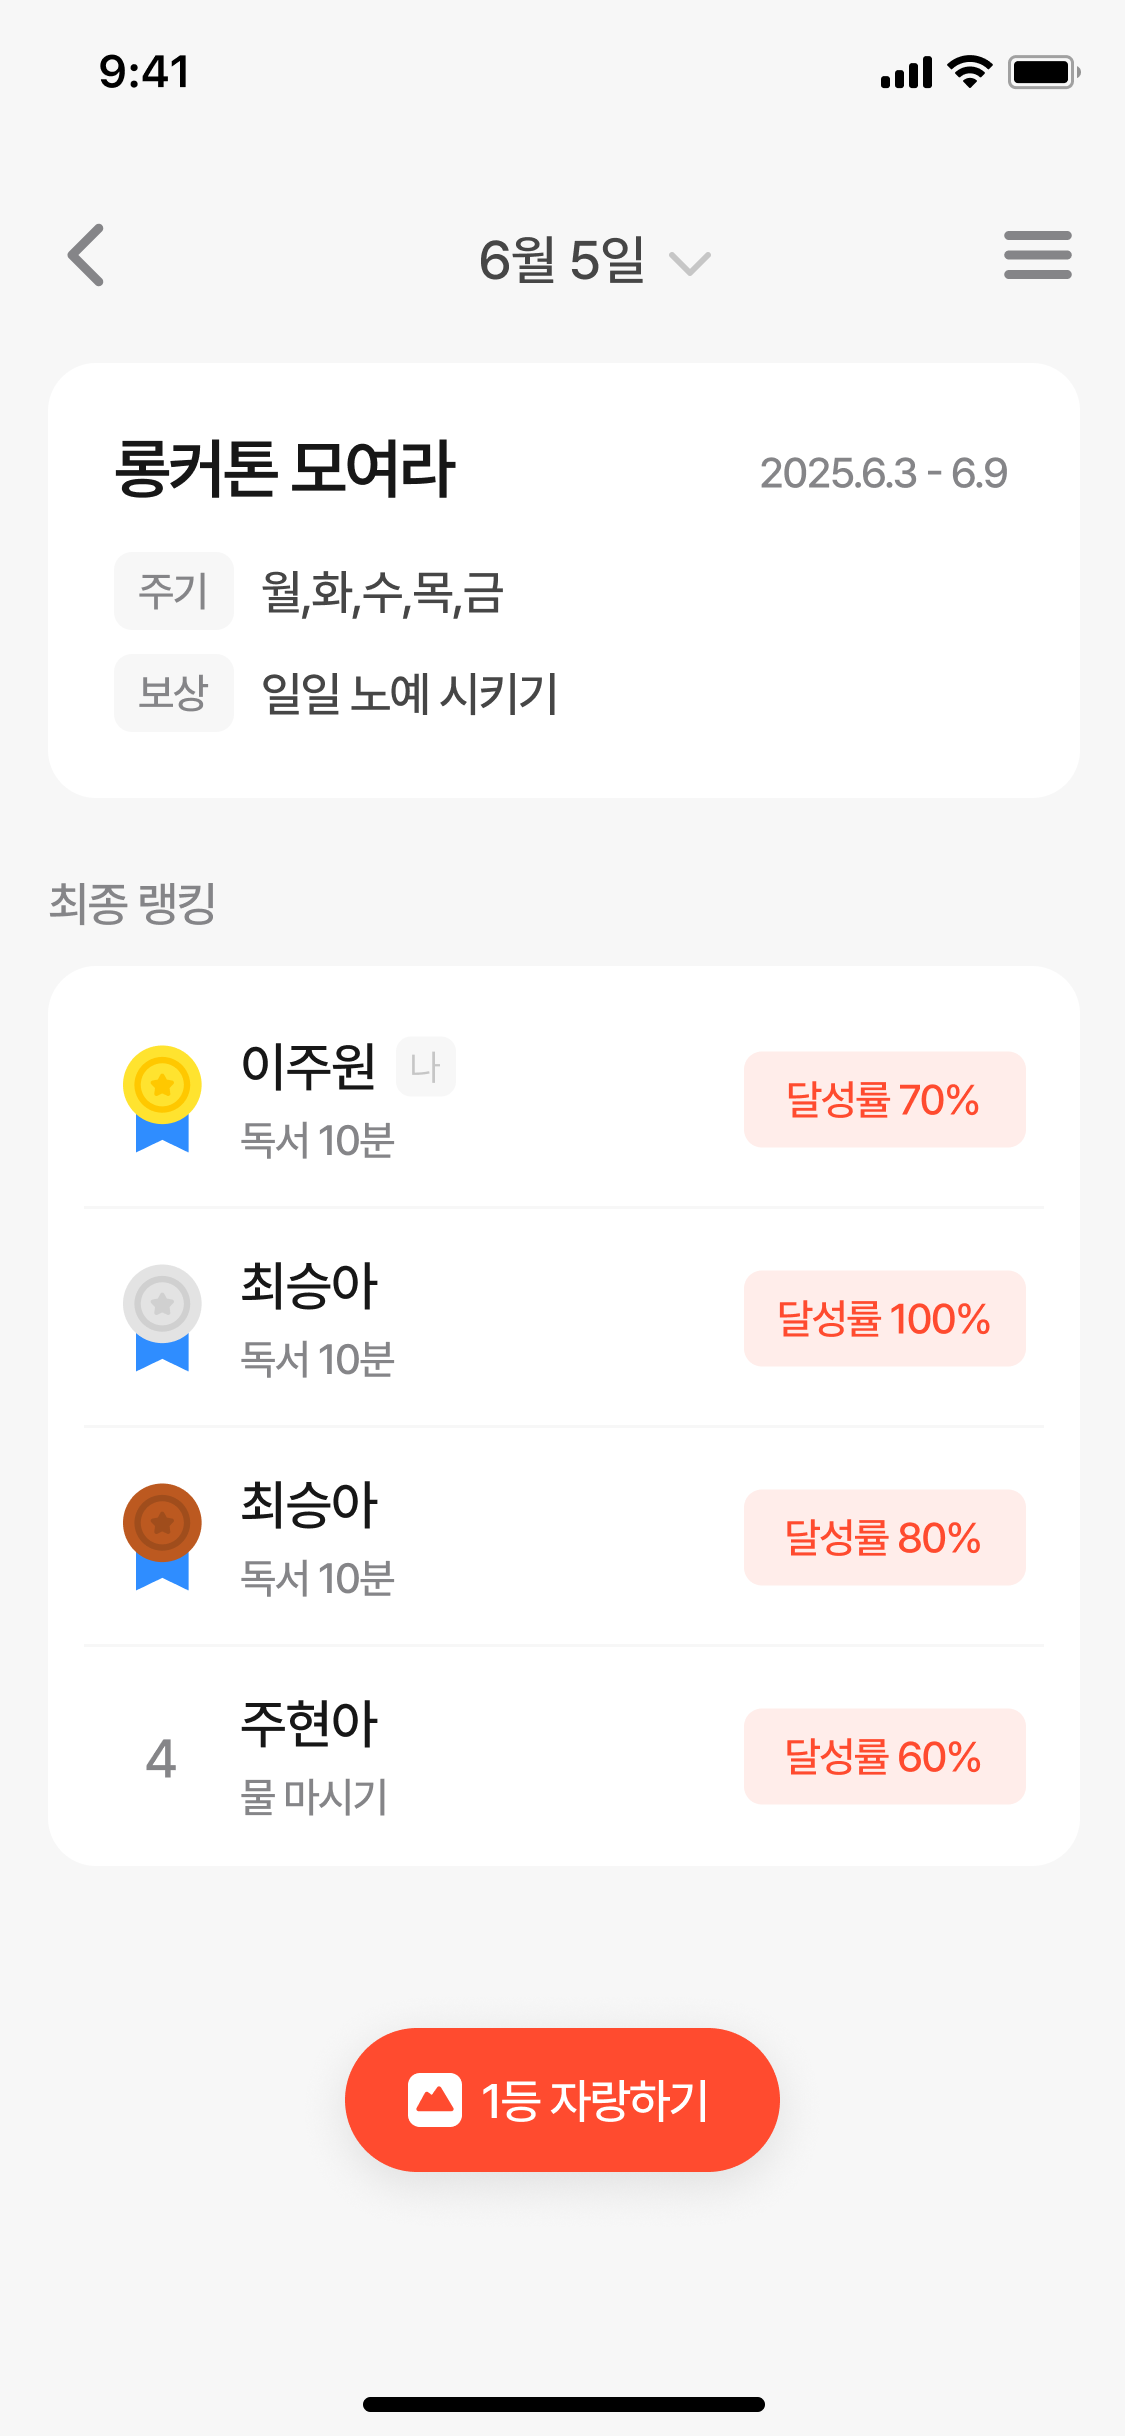 9:41
6월 5일
롱커톤 모여라
2025.6.3 - 6.9
주기 월,화,수,목,금
보상 일일 노예 시키기
최종 랭킹
이주원 나
독서 10분
달성률 70%
최승아
독서 10분
달성률 100%
최승아
독서 10분
달성률 80%
4
주현아
물 마시기
달성률 60%
1등 자랑하기